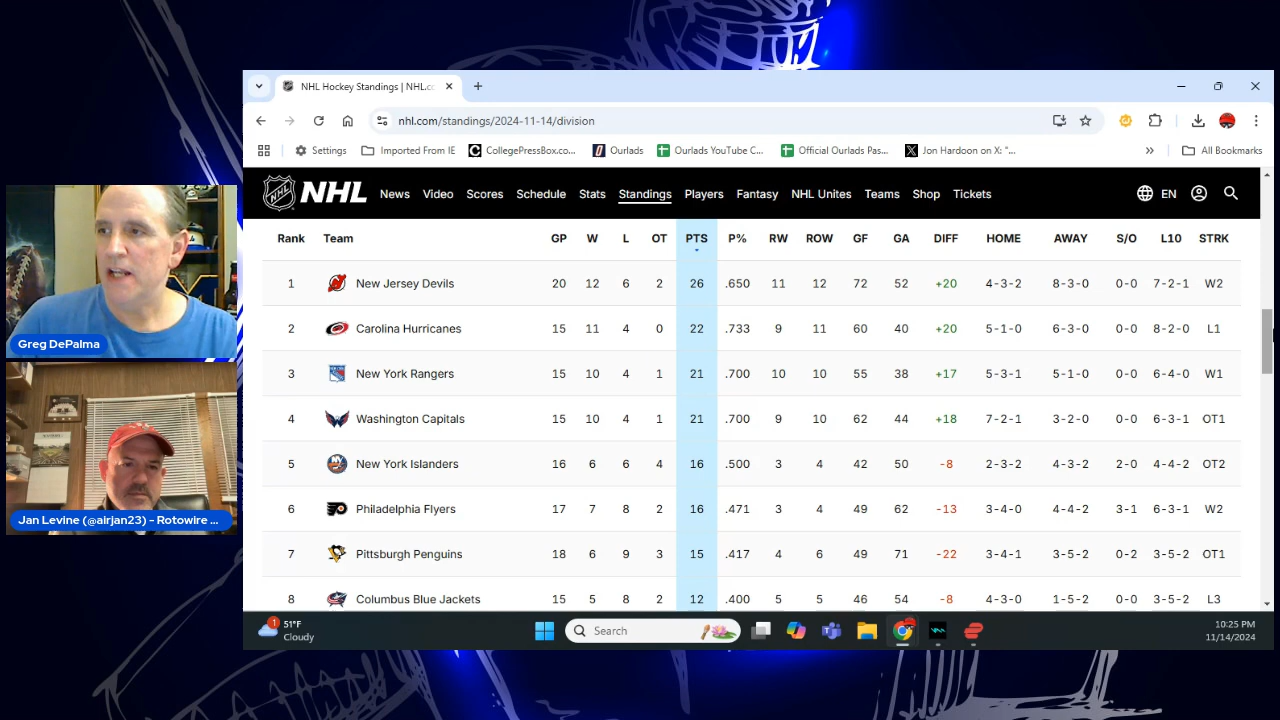 NHL Hockey Standings | NHL.co
nhl.com/standings/2024-11-14/division
Settings Imported From IE CollegePressBox.co... Ourlads Ourlads YouTube C... Official Ourlads Pas... Jon Hardoon on X: "... All Bookmarks
NHL News Video Scores Schedule Stats Standings Players Fantasy NHL Unites Teams Shop Tickets EN
Rank Team GP W L OT PTS P% RW ROW GF GA DIFF HOME AWAY S/O L10 STRK
1 New Jersey Devils 20 12 6 2 26 .650 11 12 72 52 +20 4-3-2 8-3-0 0-0 7-2-1 W2
2 Carolina Hurricanes 15 11 4 0 22 .733 9 11 60 40 +20 5-1-0 6-3-0 0-0 8-2-0 L1
3 New York Rangers 15 10 4 1 21 .700 10 10 55 38 +17 5-3-1 5-1-0 0-0 6-4-0 W1
4 Washington Capitals 15 10 4 1 21 .700 9 10 62 44 +18 7-2-1 3-2-0 0-0 6-3-1 OT1
5 New York Islanders 16 6 6 4 16 .500 3 4 42 50 -8 2-3-2 4-3-2 2-0 4-4-2 OT2
6 Philadelphia Flyers 17 7 8 2 16 .471 3 4 49 62 -13 3-4-0 4-4-2 3-1 6-3-1 W2
7 Pittsburgh Penguins 18 6 9 3 15 .417 4 6 49 71 -22 3-4-1 3-5-2 0-2 3-5-2 OT1
8 Columbus Blue Jackets 15 5 8 2 12 .400 5 5 46 54 -8 4-3-0 1-5-2 0-0 3-5-2 L3
Greg DePalma
Jan Levine (@airjan23) - Rotowire ...
1 51°F
Cloudy
Search
10:25 PM
11/14/2024